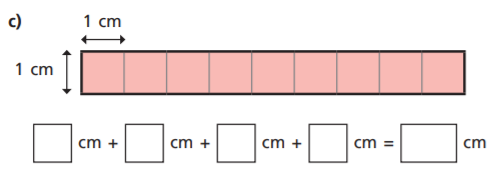 c)
1 cm
1 cm
cm + cm + cm + cm = cm